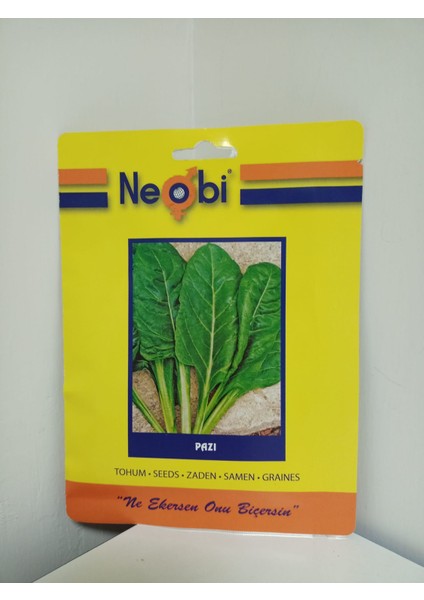 Neobi®
PAZI
TOHUM • SEEDS • ZADEN • SAMEN • GRAINES
"Ne Ekersen Onu Biçersin"